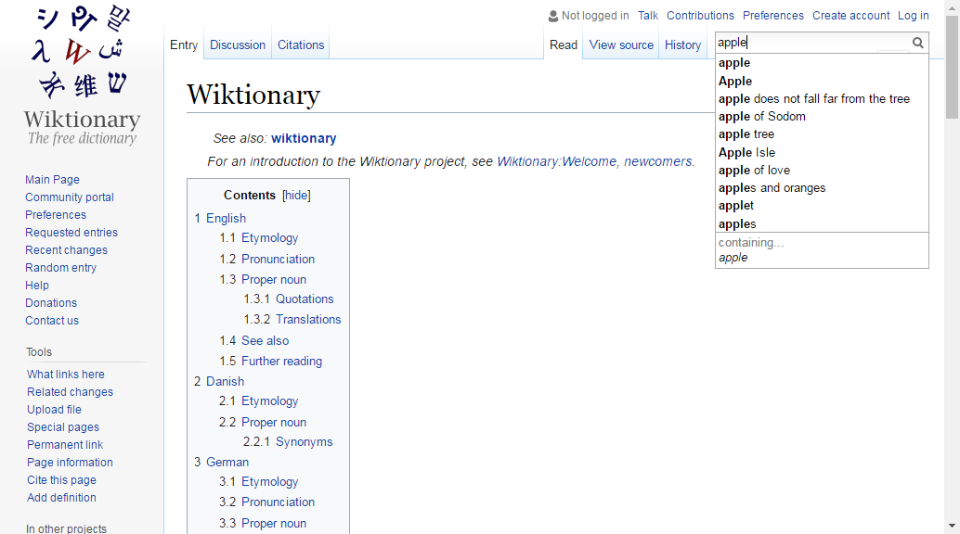 シ
ᢋ
말
λ
W
ش
శ
维
ש
Wiktionary
The free dictionary
Not logged in Talk Contributions Preferences Create account Log in
Entry Discussion Citations Read View source History apple
apple
Apple
apple does not fall far from the tree
apple of Sodom
apple tree
Apple Isle
apple of love
apples and oranges
applet
apples
containing...
apple
Wiktionary
See also: wiktionary
For an introduction to the Wiktionary project, see Wiktionary:Welcome, newcomers.
Main Page
Community portal
Preferences
Requested entries
Recent changes
Random entry
Help
Donations
Contact us
Tools
What links here
Related changes
Upload file
Special pages
Permanent link
Page information
Cite this page
Add definition
In other projects
Contents [hide]
1 English
1.1 Etymology
1.2 Pronunciation
1.3 Proper noun
1.3.1 Quotations
1.3.2 Translations
1.4 See also
1.5 Further reading
2 Danish
2.1 Etymology
2.2 Proper noun
2.2.1 Synonyms
3 German
3.1 Etymology
3.2 Pronunciation
3.3 Proper noun